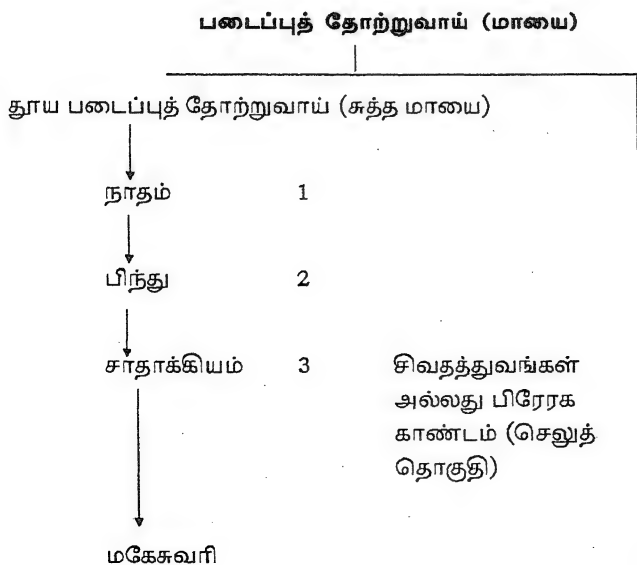 படைப்புத் தோற்றுவாய் (மாயை)
தூய படைப்புத் தோற்றுவாய் (சுத்த மாயை)
நாதம் 1
பிந்து 2
சாதாக்கியம் 3 சிவதத்துவங்கள்
அல்லது பிரேரக
காண்டம் (செலுத்
தொகுதி)
மகேசுவரி